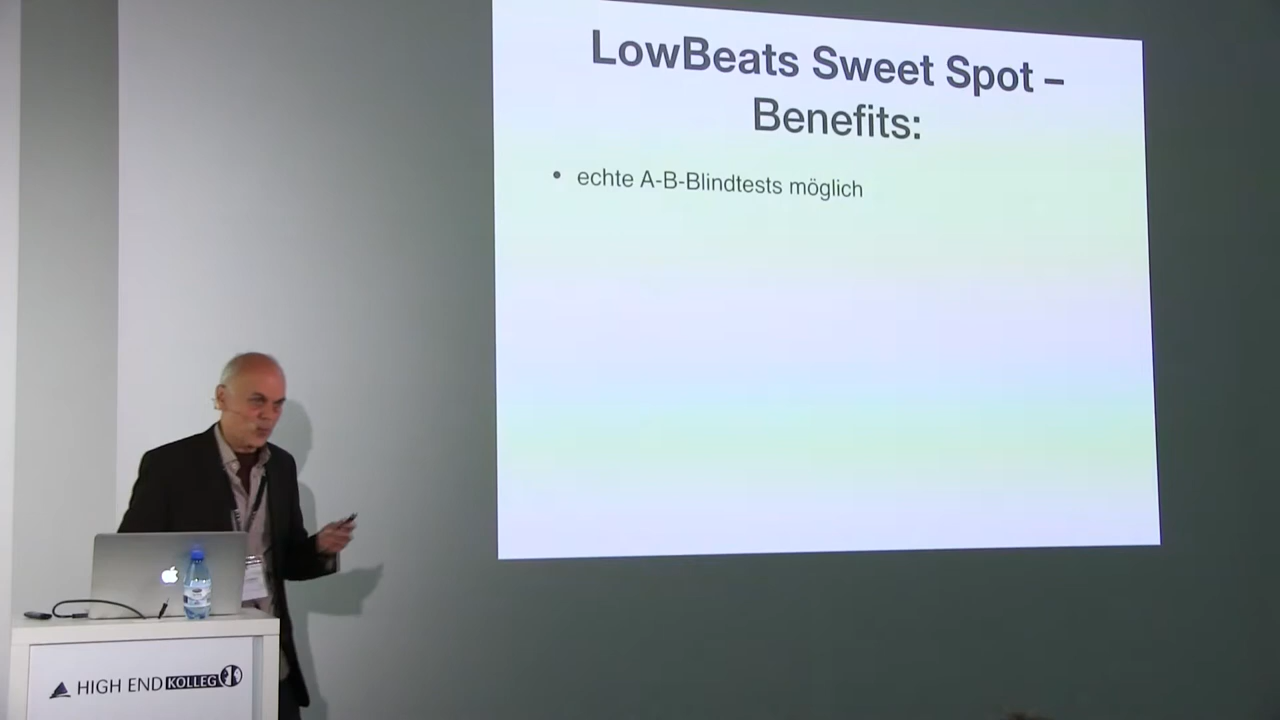 LowBeats Sweet Spot –
Benefits:
• echte A-B-Blindtests möglich
HIGH END KOLLEG